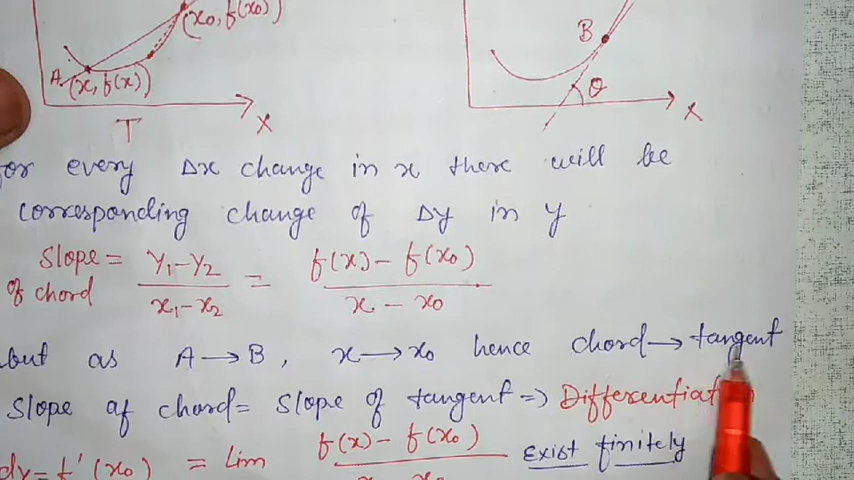 (x₀, f(x₀)
A
(x, f(x))
T
X
B
θ
X
or every Δx change in x there will be
corresponding change of Δy in y
Slope of chord = (y₁-y₂)/(x₁-x₂) = (f(x)-f(x₀))/(x-x₀)
but as A→B, x→x₀ hence chord→tangent
Slope of chord = Slope of tangent => Differentiat
dy = f'(x₀) = Lim f(x)-f(x₀) exist finitely